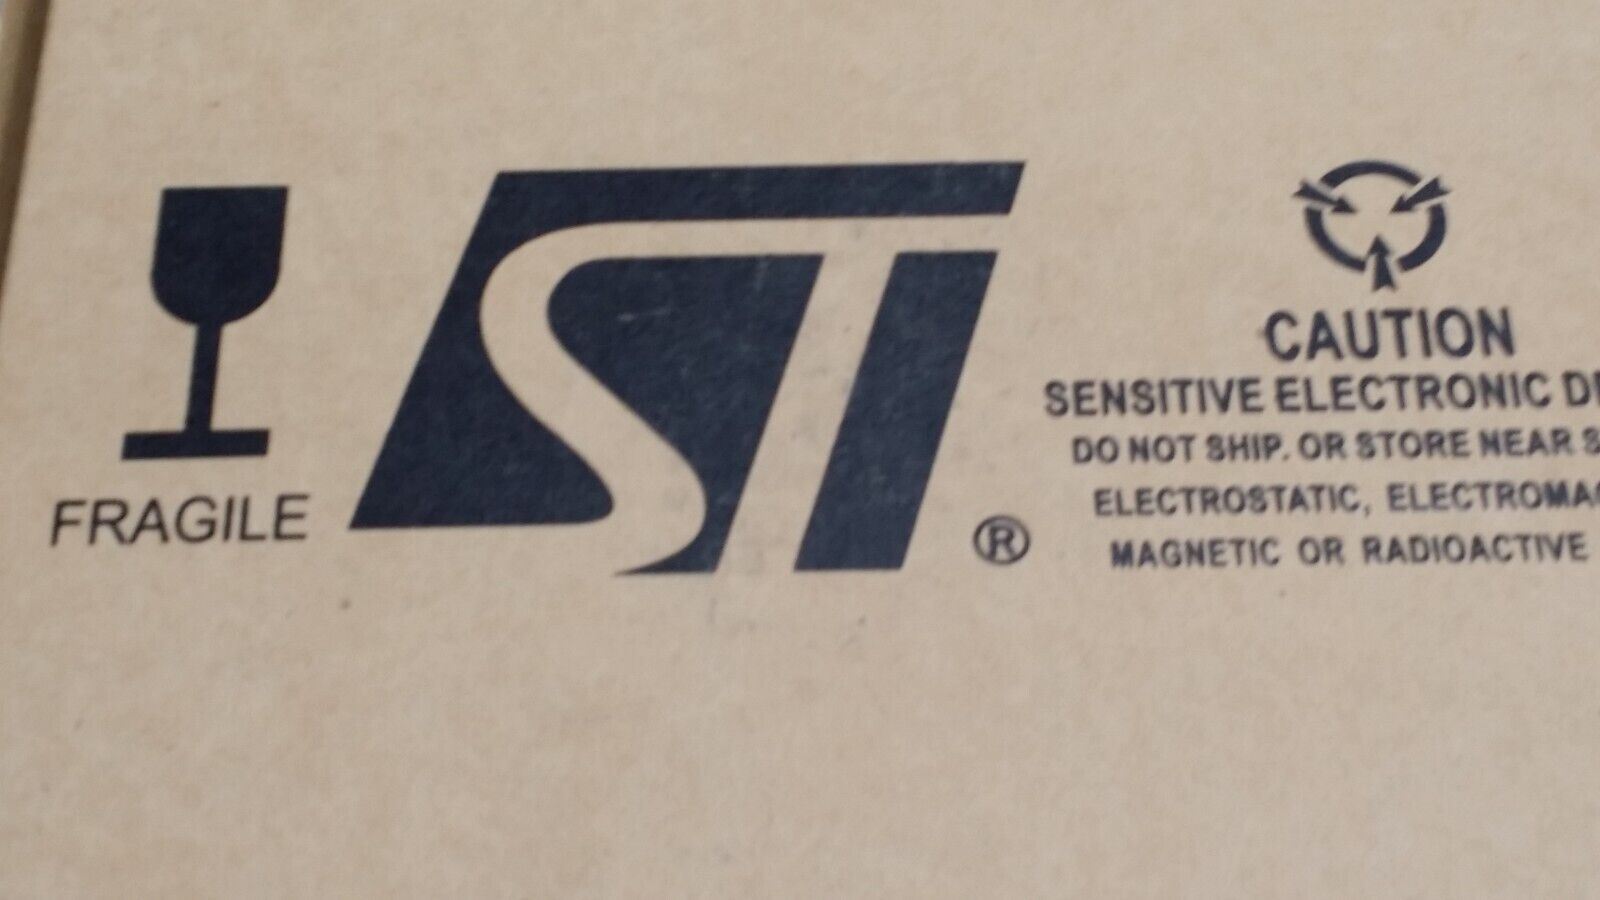 FRAGILE
ST
®
CAUTION
SENSITIVE ELECTRONIC
DO NOT SHIP. OR STORE NEAR
ELECTROSTATIC,
MAGNETIC OR RADIOACTIVE